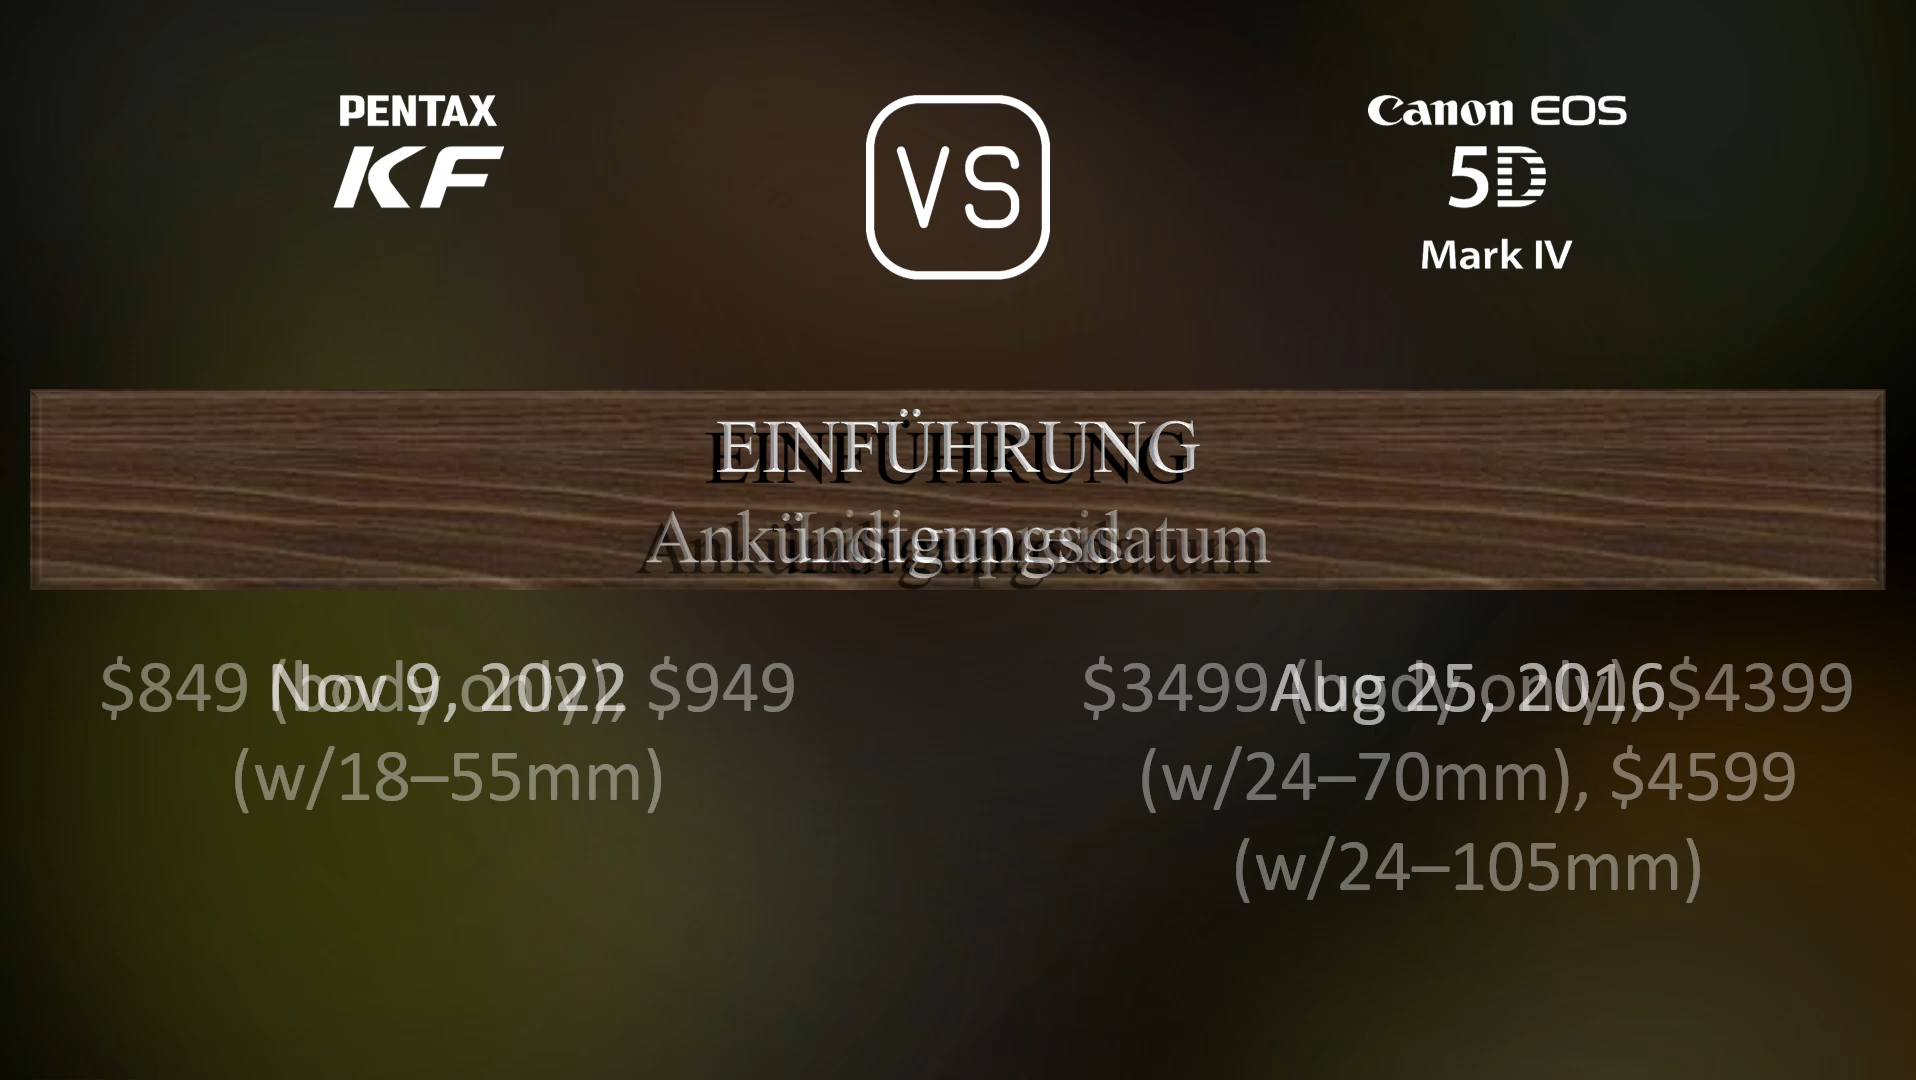 PENTAX
KF
VS
Canon EOS
5D
Mark IV
EINFÜHRUNG
Ankündigungsdatum
Nov 9, 2022
$849 (body only), $949
(w/18–55mm)
Aug 25, 2016
$3499 (body only), $4399
(w/24–70mm), $4599
(w/24–105mm)